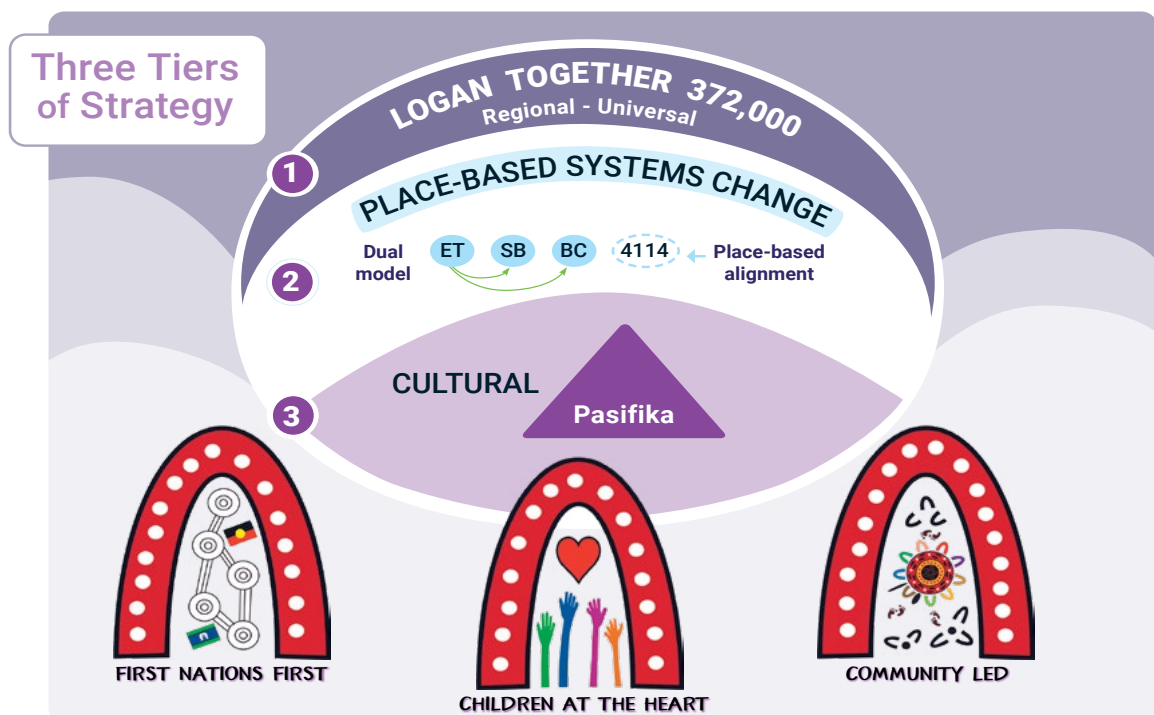 Three Tiers
of Strategy
LOGAN TOGETHER 372,000
Regional - Universal
1
PLACE-BASED SYSTEMS CHANGE
2
Dual
model
ET
SB
BC
4114
Place-based
alignment
3
CULTURAL
Pasifika
FIRST NATIONS FIRST
CHILDREN AT THE HEART
COMMUNITY LED